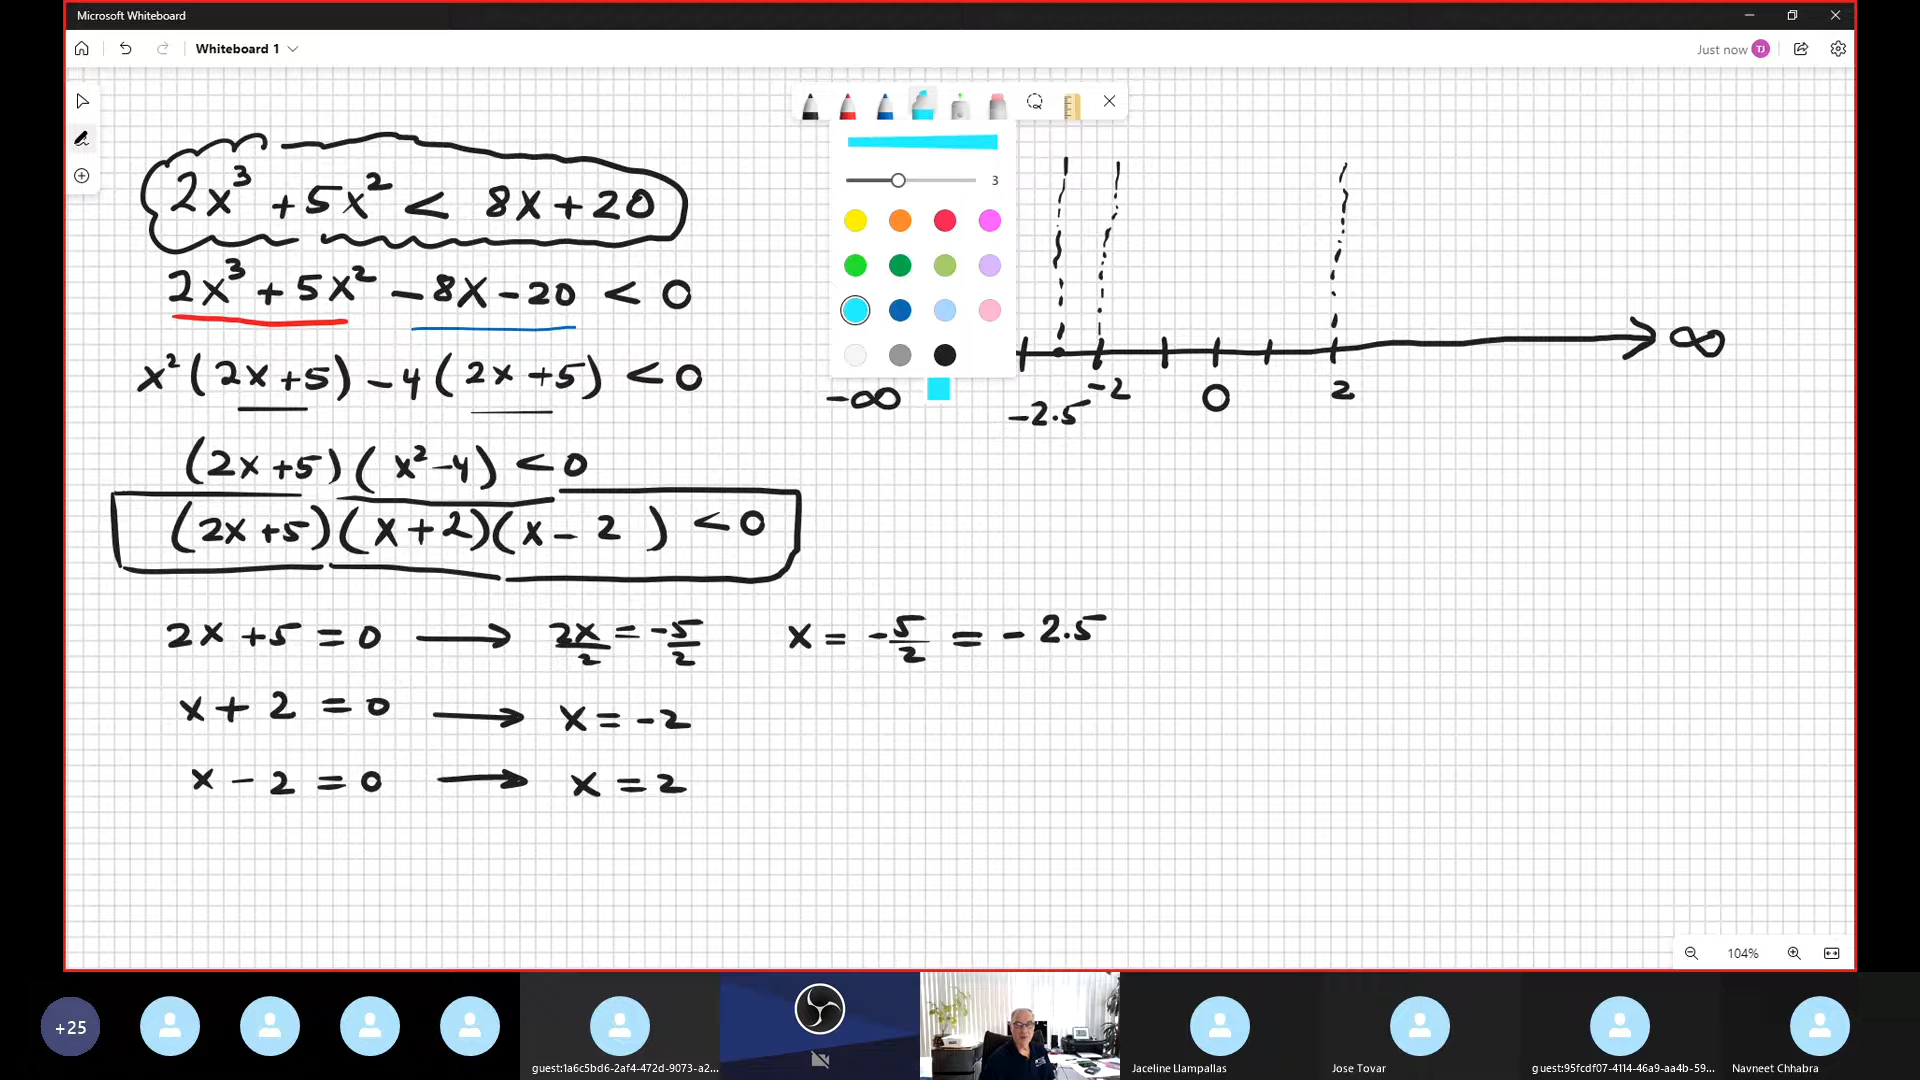 Microsoft Whiteboard
Whiteboard 1
Just now TJ
3
2x³ + 5x² < 8x + 20
2x³ + 5x² - 8x - 20 < 0
x² (2x + 5) - 4 (2x + 5) < 0
(2x + 5) (x² - 4) < 0
(2x + 5)(x + 2)(x - 2) < 0
-∞ -2.5 -2 0 2 ∞
2x + 5 = 0 → 2x/2 = -5/2 x = -5/2 = -2.5
x + 2 = 0 → x = -2
x - 2 = 0 → x = 2
104%
+25
guest:1a6c5bd6-2af4-472d-9073-a2...
Jaceline Llampallas
Jose Tovar
guest:95fcdf07-4114-46a9-aa4b-59...
Navneet Chhabra